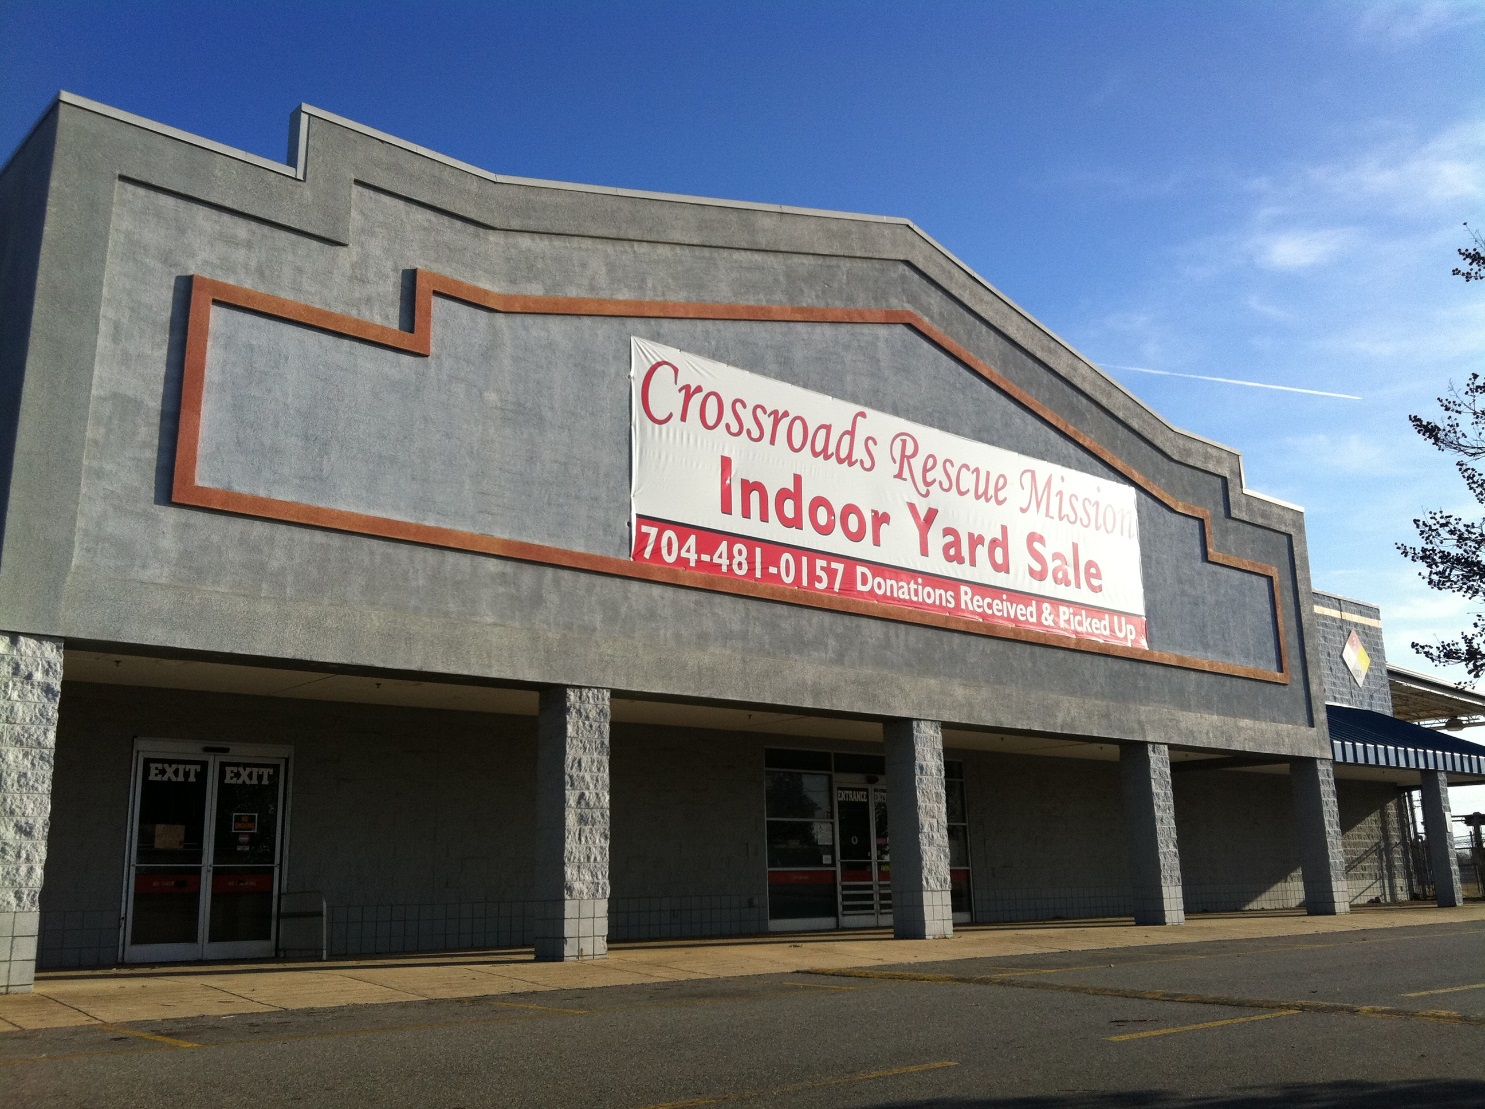 Crossroads Rescue Mission
Indoor Yard Sale
704-481-0157 Donations Received & Picked Up
EXIT EXIT
ENTRANCE